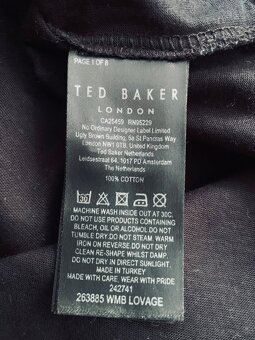 PAGE 1 OF 8
TED BAKER
LONDON
CA25459 RN95229
No Ordinary Designer Label Limited
Ugly Brown Building, 5a St Pancras Way
London NW1 0TB, United Kingdom
Ted Baker Netherlands
Leidsestraat 64, 1017 PD Amsterdam
The Netherlands
100% COTTON
MACHINE WASH INSIDE OUT AT 30C.
DO NOT USE PRODUCTS CONTAINING
BLEACH, OIL OR ALCOHOL DO NOT
TUMBLE DRY. DO NOT STEAM. WARM
IRON ON REVERSE.DO NOT DRY
CLEAN RE-SHAPE WHILST DAMP.
DO NOT DRY IN DIRECT SUNLIGHT.
MADE IN TURKEY
MADE WITH CARE, WEAR WITH PRIDE
242741
263885 WMB LOVAGE